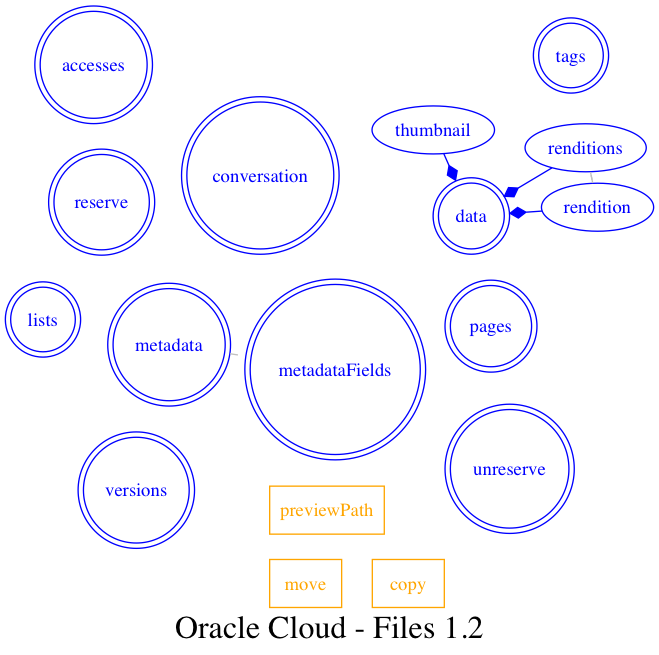 accesses
tags
thumbnail
renditions
conversation
reserve
rendition
data
lists
pages
metadata
metadataFields
unreserve
versions
previewPath
move
copy
Oracle Cloud - Files 1.2